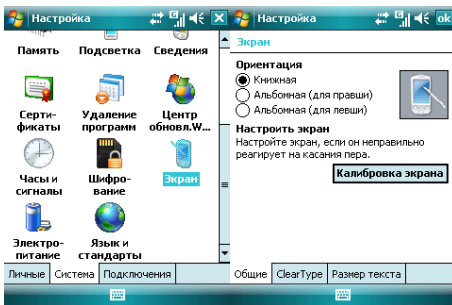 Настройка
Память Подсветка Сведения
Серти-
фикаты
Удаление
программ
Центр
обновл.W...
Часы и
сигналы
Шифро-
вание
Экран
Электро-
питание
Язык и
стандарты
Личные Система Подключения
Настройка ok
Экран
Ориентация
Книжная
Альбомная (для правши)
Альбомная (для левши)
Настроить экран
Настройте экран, если он неправильно
реагирует на касания пера.
Калибровка экрана
Общие ClearType Размер текста